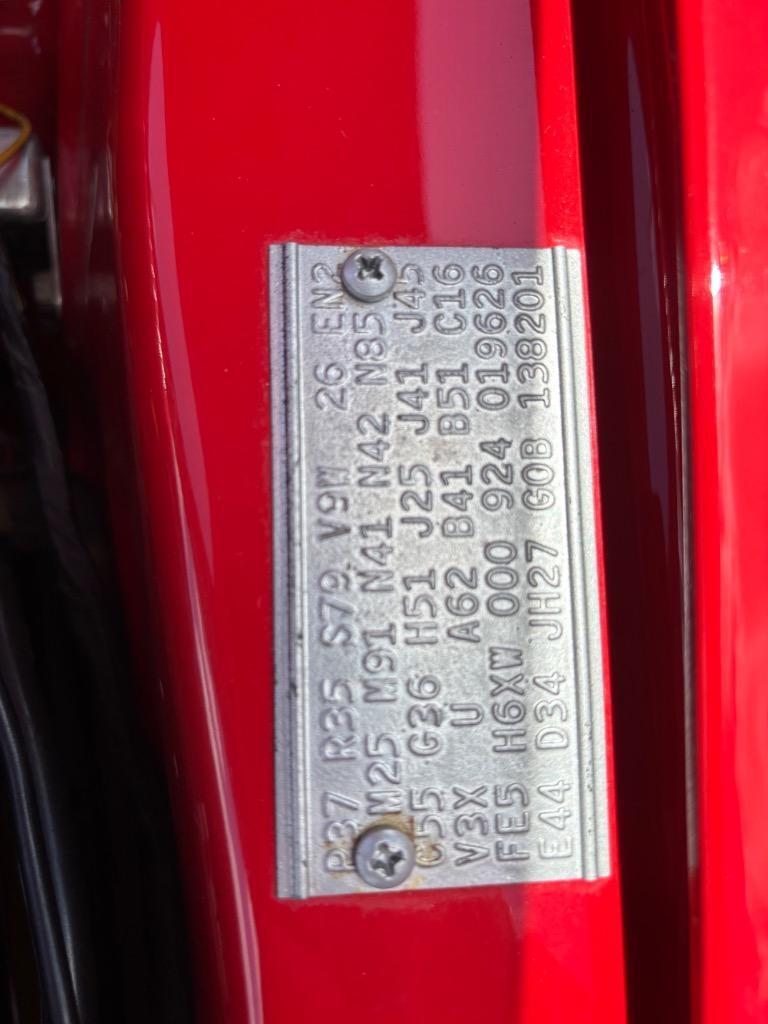 P37 R35 S79 V9W 26 EN2
M25 M91 N41 N42 N85
C55 G36 H51 J25 J41 J45
V3X U A62 B41 B51 C16
FE5 H6XW 000 924 019626
E44 D34 JH27 G0B 138201